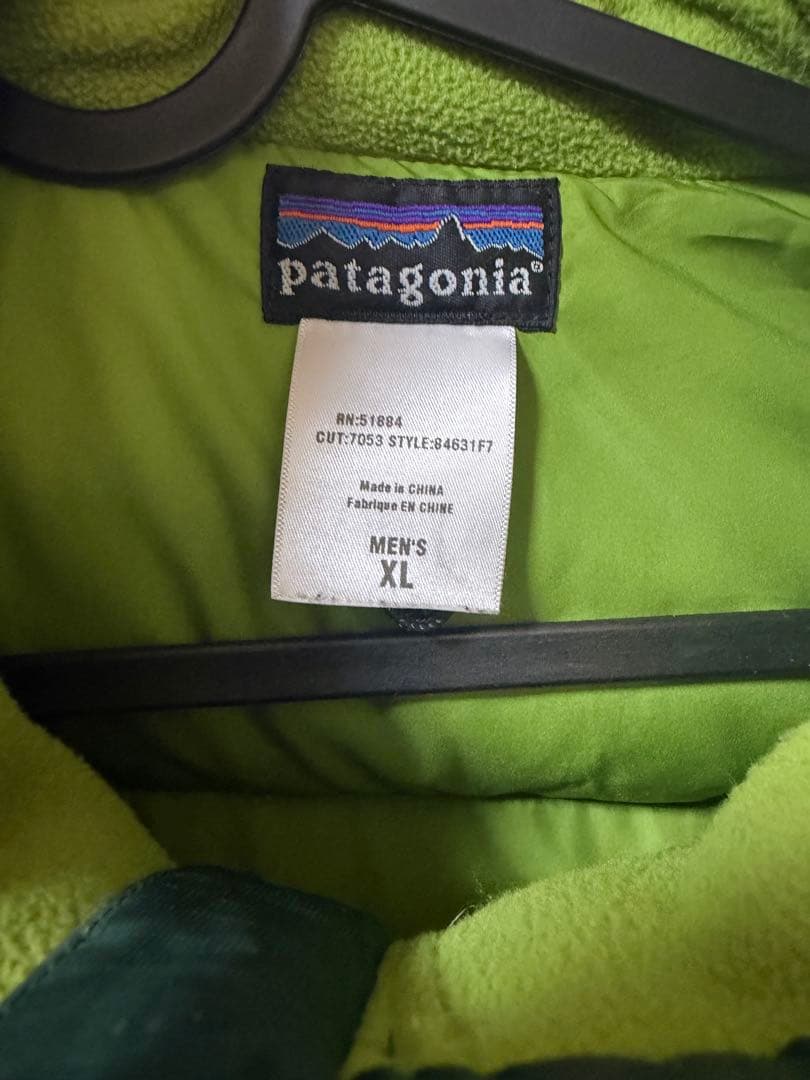 patagonia®
RN:51884
CUT:7053 STYLE:84631F7
Made in CHINA
Fabriqué EN CHINE
MEN'S
XL